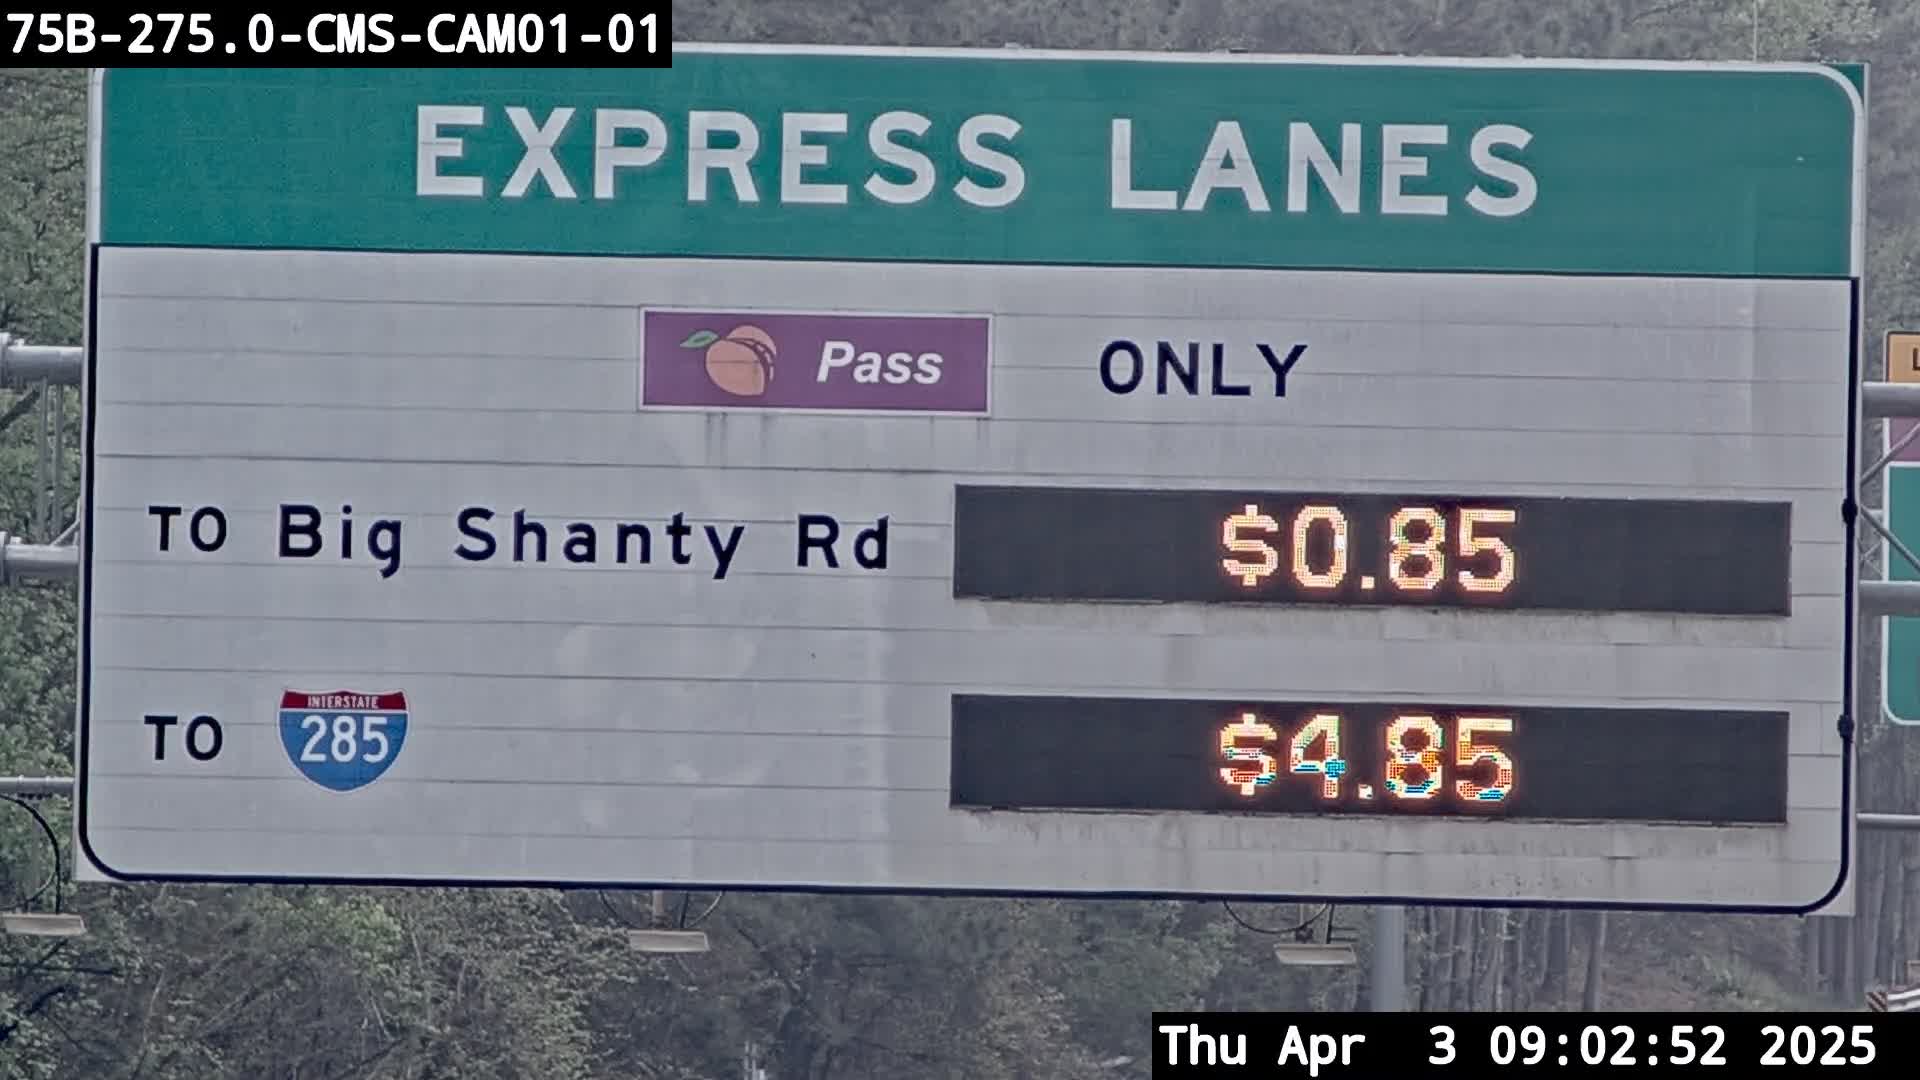 75B-275.0-CMS-CAM01-01
EXPRESS LANES
Pass ONLY
TO Big Shanty Rd $0.85
INTERSTATE
TO 285 $4.85
Thu Apr 3 09:02:52 2025